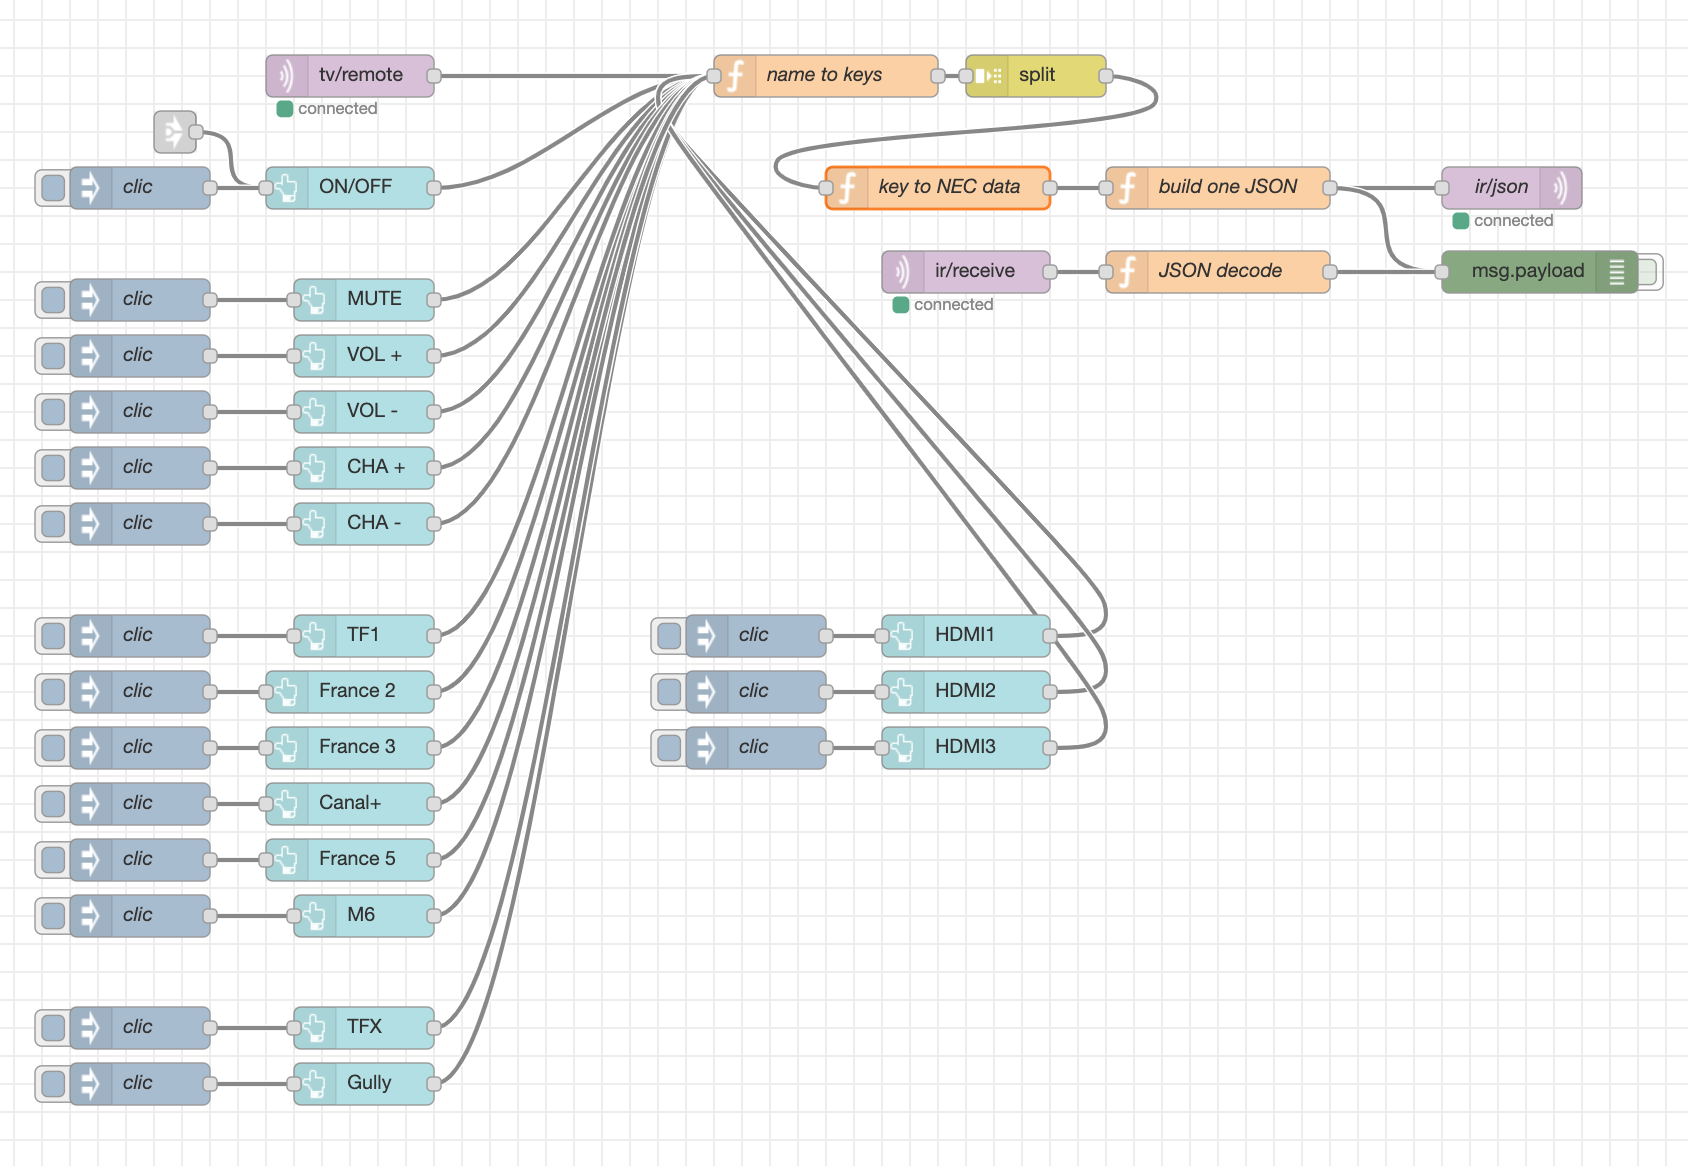 tv/remote
connected
name to keys
split
clic
ON/OFF
key to NEC data
build one JSON
ir/json
connected
ir/receive
connected
JSON decode
msg.payload
clic
MUTE
clic
VOL +
clic
VOL -
clic
CHA +
clic
CHA -
clic
TF1
clic
France 2
clic
France 3
clic
Canal+
clic
France 5
clic
M6
clic
TFX
clic
Gully
clic
HDMI1
clic
HDMI2
clic
HDMI3